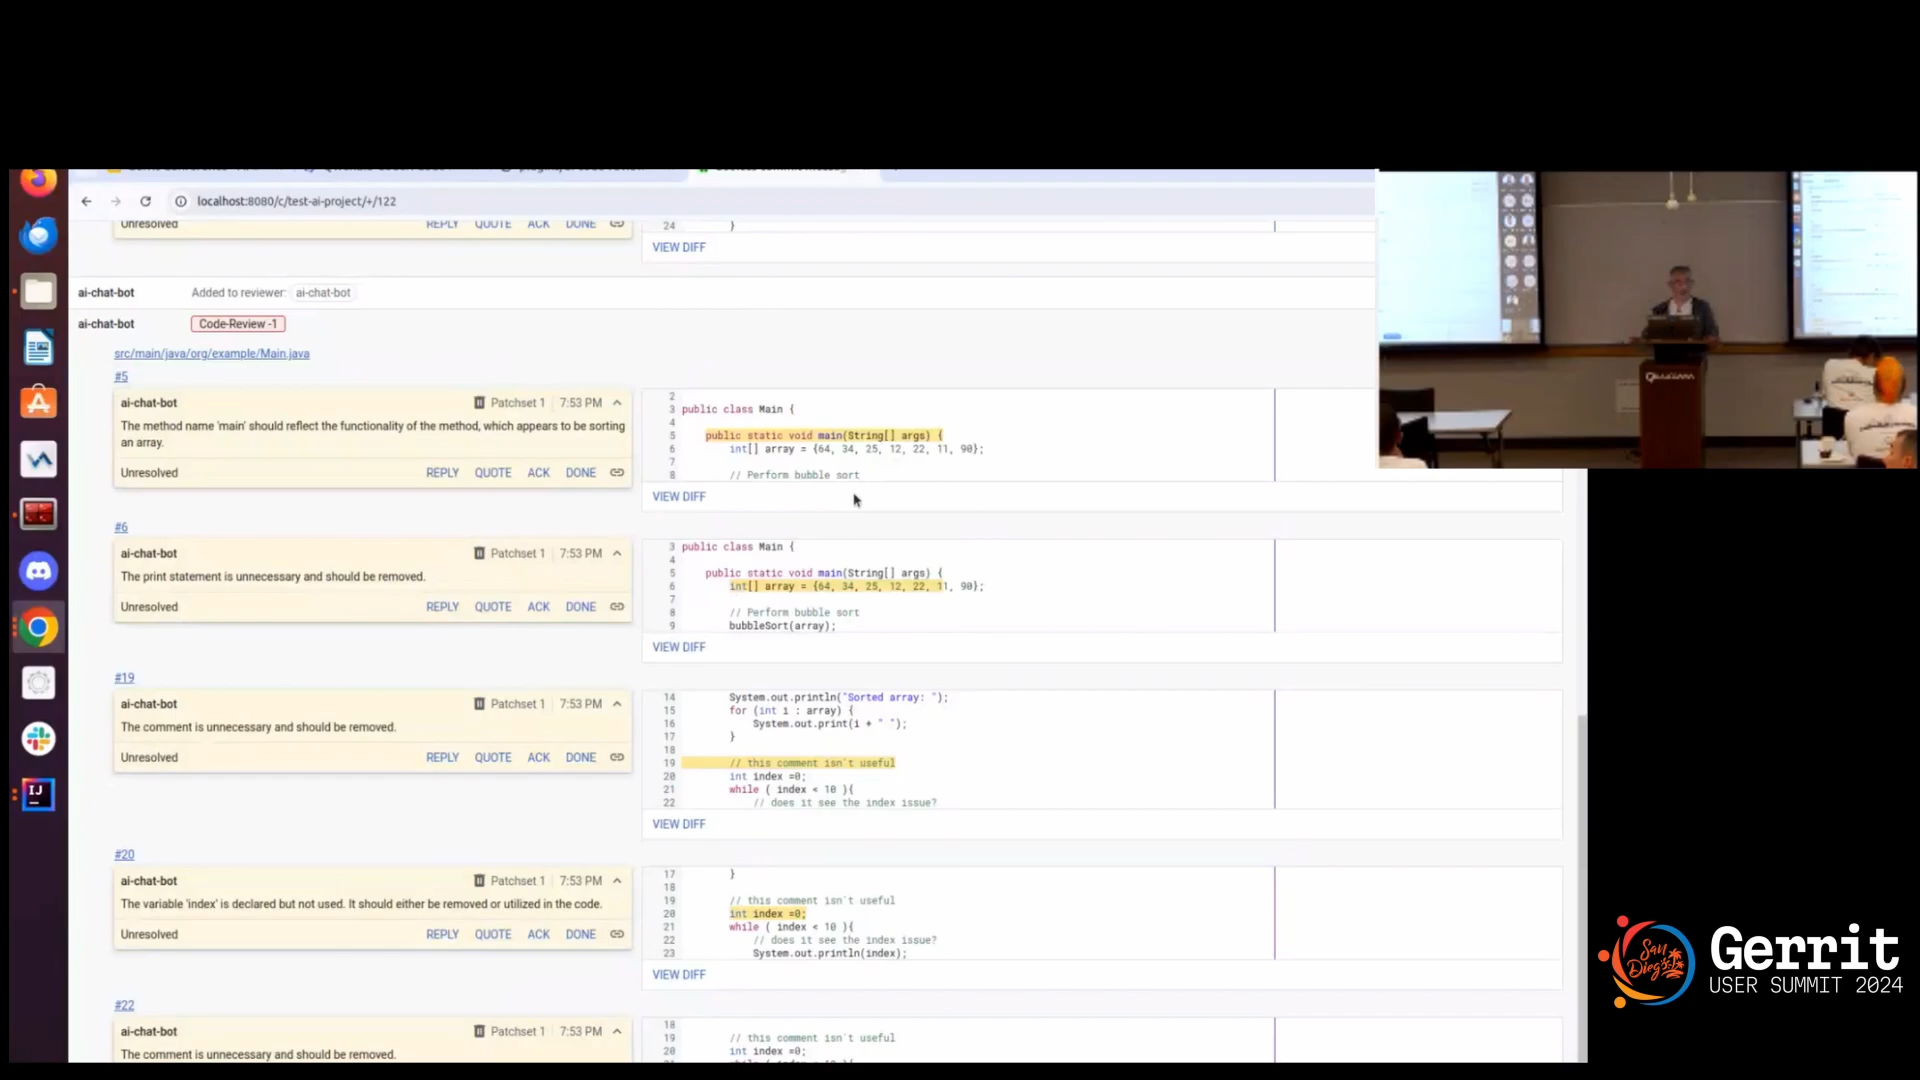 localhost:8080/c/test-ai-project/+/122
Unresolved REPLY QUOTE ACK DONE
24 }
VIEW DIFF
ai-chat-bot Added to reviewer: ai-chat-bot
ai-chat-bot Code-Review -1
src/main/java/org/example/Main.java
#5
ai-chat-bot Patchset 1 7:53 PM
The method name 'main' should reflect the functionality of the method, which appears to be sorting
an array.
Unresolved REPLY QUOTE ACK DONE
2
3 public class Main {
4
5 public static void main(String[] args) {
6 int[] array = {64, 34, 25, 12, 22, 11, 90};
7
8 // Perform bubble sort
VIEW DIFF
#6
ai-chat-bot Patchset 1 7:53 PM
The print statement is unnecessary and should be removed.
Unresolved REPLY QUOTE ACK DONE
3 public class Main {
4
5 public static void main(String[] args) {
6 int[] array = {64, 34, 25, 12, 22, 11, 90};
7
8 // Perform bubble sort
9 bubbleSort(array);
VIEW DIFF
#19
ai-chat-bot Patchset 1 7:53 PM
The comment is unnecessary and should be removed.
Unresolved REPLY QUOTE ACK DONE
14 System.out.println("Sorted array: ");
15 for (int i : array) {
16 System.out.print(i + " ");
17 }
18
19 // this comment isn't useful
20 int index =0;
21 while ( index < 10 ){
22 // does it see the index issue?
VIEW DIFF
#20
ai-chat-bot Patchset 1 7:53 PM
The variable 'index' is declared but not used. It should either be removed or utilized in the code.
Unresolved REPLY QUOTE ACK DONE
17 }
18
19 // this comment isn't useful
20 int index =0;
21 while ( index < 10 ){
22 // does it see the index issue?
23 System.out.println(index);
VIEW DIFF
#22
ai-chat-bot Patchset 1 7:53 PM
The comment is unnecessary and should be removed.
18
19 // this comment isn't useful
20 int index =0;
IJ
Qualcomm
San Diego
Gerrit
USER SUMMIT 2024